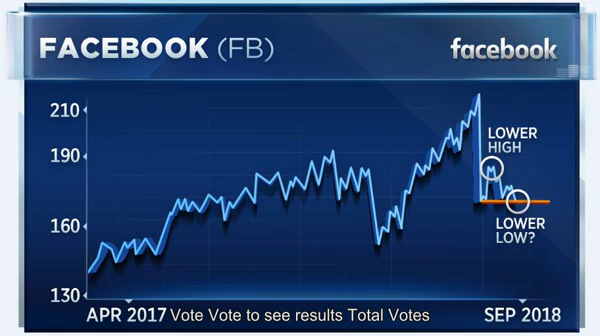 FACEBOOK (FB)
facebook
210
190
160
130
LOWER
HIGH
LOWER
LOW?
APR 2017 Vote Vote to see results Total Votes SEP 2018